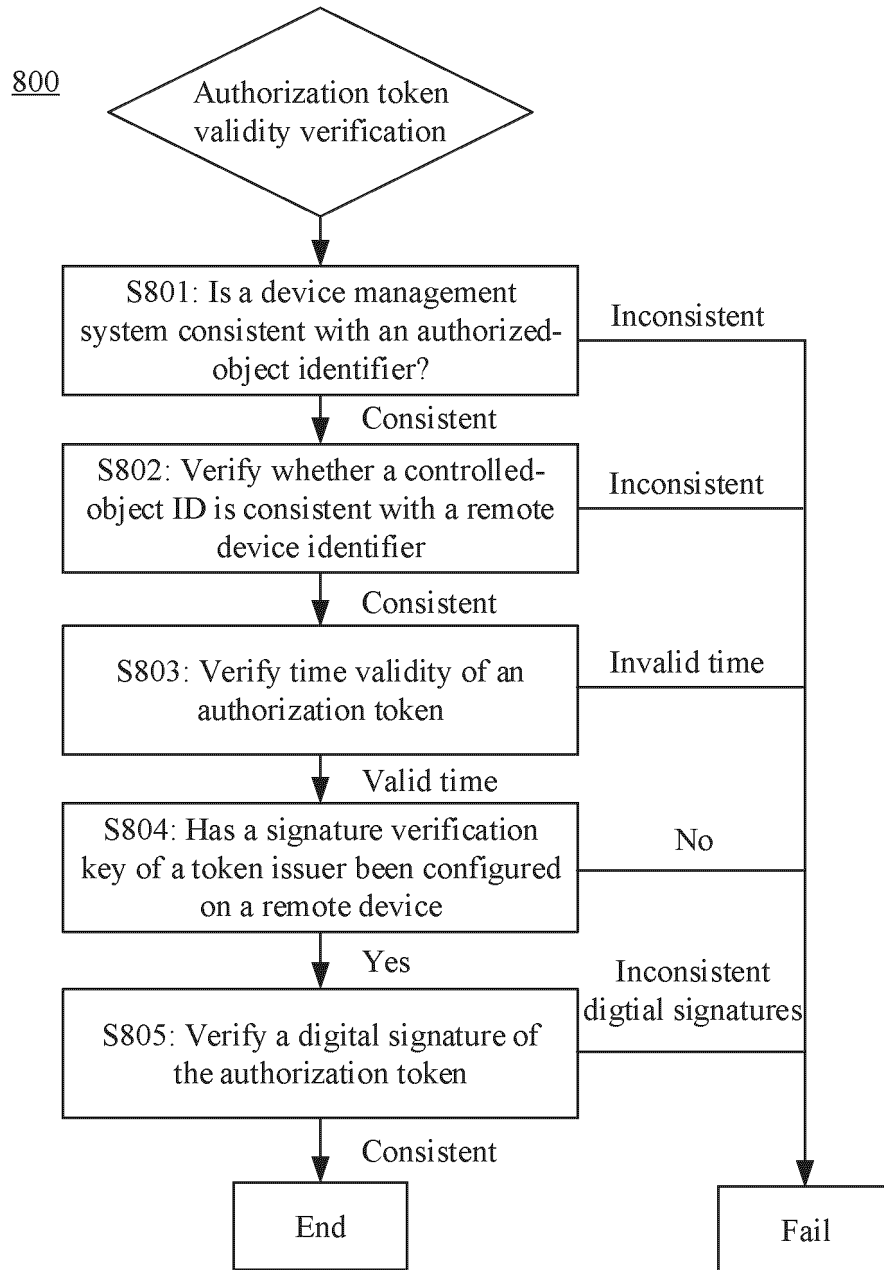 800
Authorization token
validity verification
S801: Is a device management
system consistent with an authorized-
object identifier?
Inconsistent
Consistent
S802: Verify whether a controlled-
object ID is consistent with a remote
device identifier
Inconsistent
Consistent
S803: Verify time validity of an
authorization token
Invalid time
Valid time
S804: Has a signature verification
key of a token issuer been configured
on a remote device
No
Yes
Inconsistent
digtial signatures
S805: Verify a digital signature of
the authorization token
Consistent
End
Fail